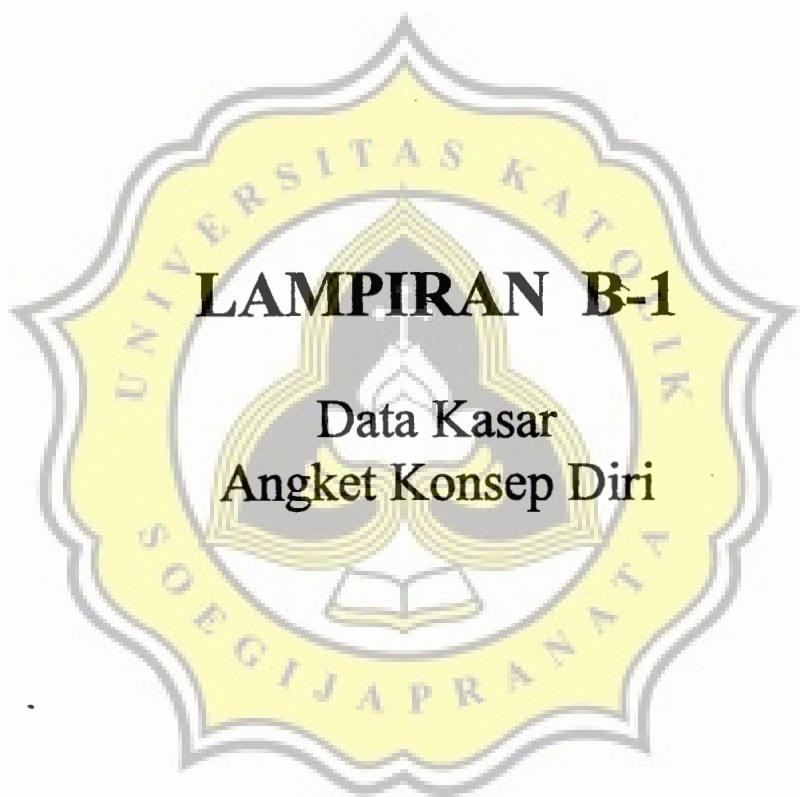 UNIVERSITAS KATOLIK
LAMPIRAN B-1
Data Kasar
Angket Konsep Diri
SOEGIJAPRANATA